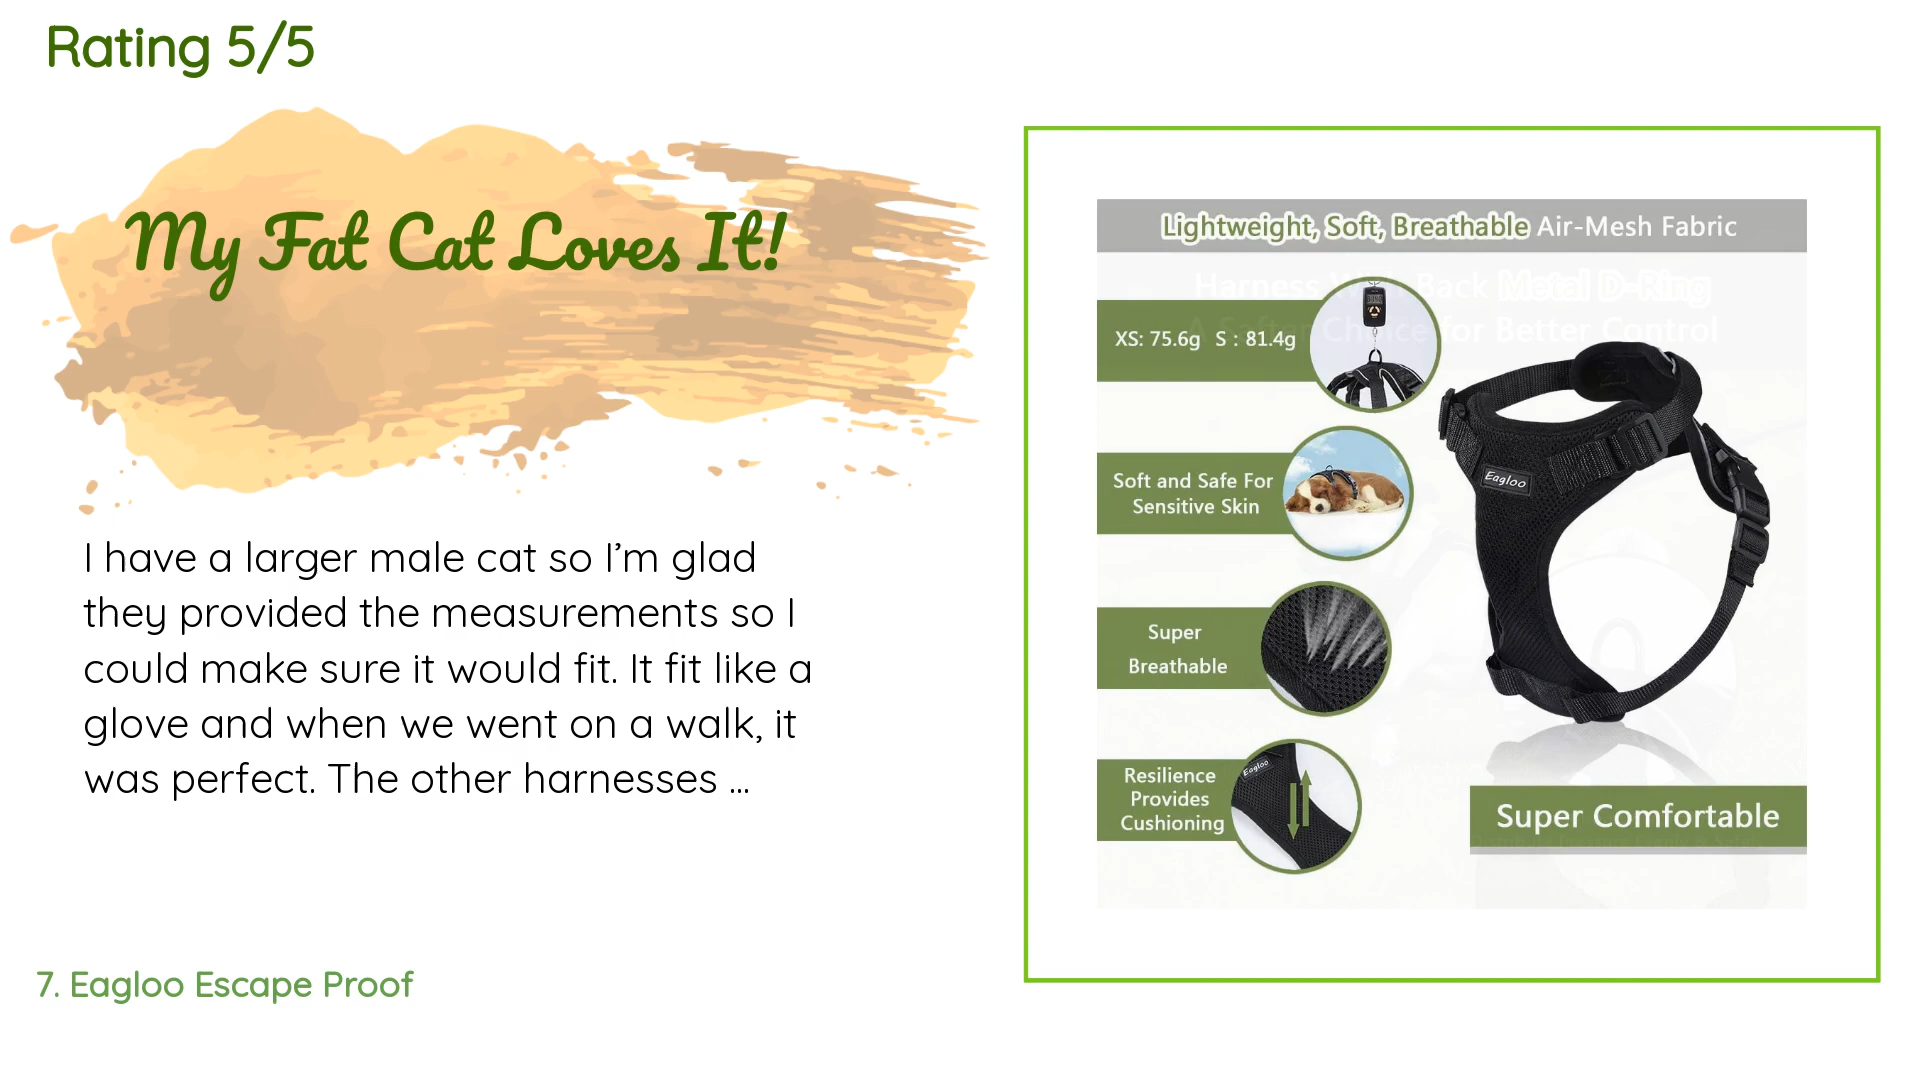 Rating 5/5
My Fat Cat Loves It!
I have a larger male cat so I’m glad
they provided the measurements so I
could make sure it would fit. It fit like a
glove and when we went on a walk, it
was perfect. The other harnesses ...
7. Eagloo Escape Proof
Lightweight, Soft, Breathable Air-Mesh Fabric
Harness With Back Metal D-Ring
A Safter Choice for Better Control
XS: 75.6g S : 81.4g
Soft and Safe For
Sensitive Skin
Super
Breathable
Resilience
Provides
Cushioning
Eagloo
Eagloo
Super Comfortable